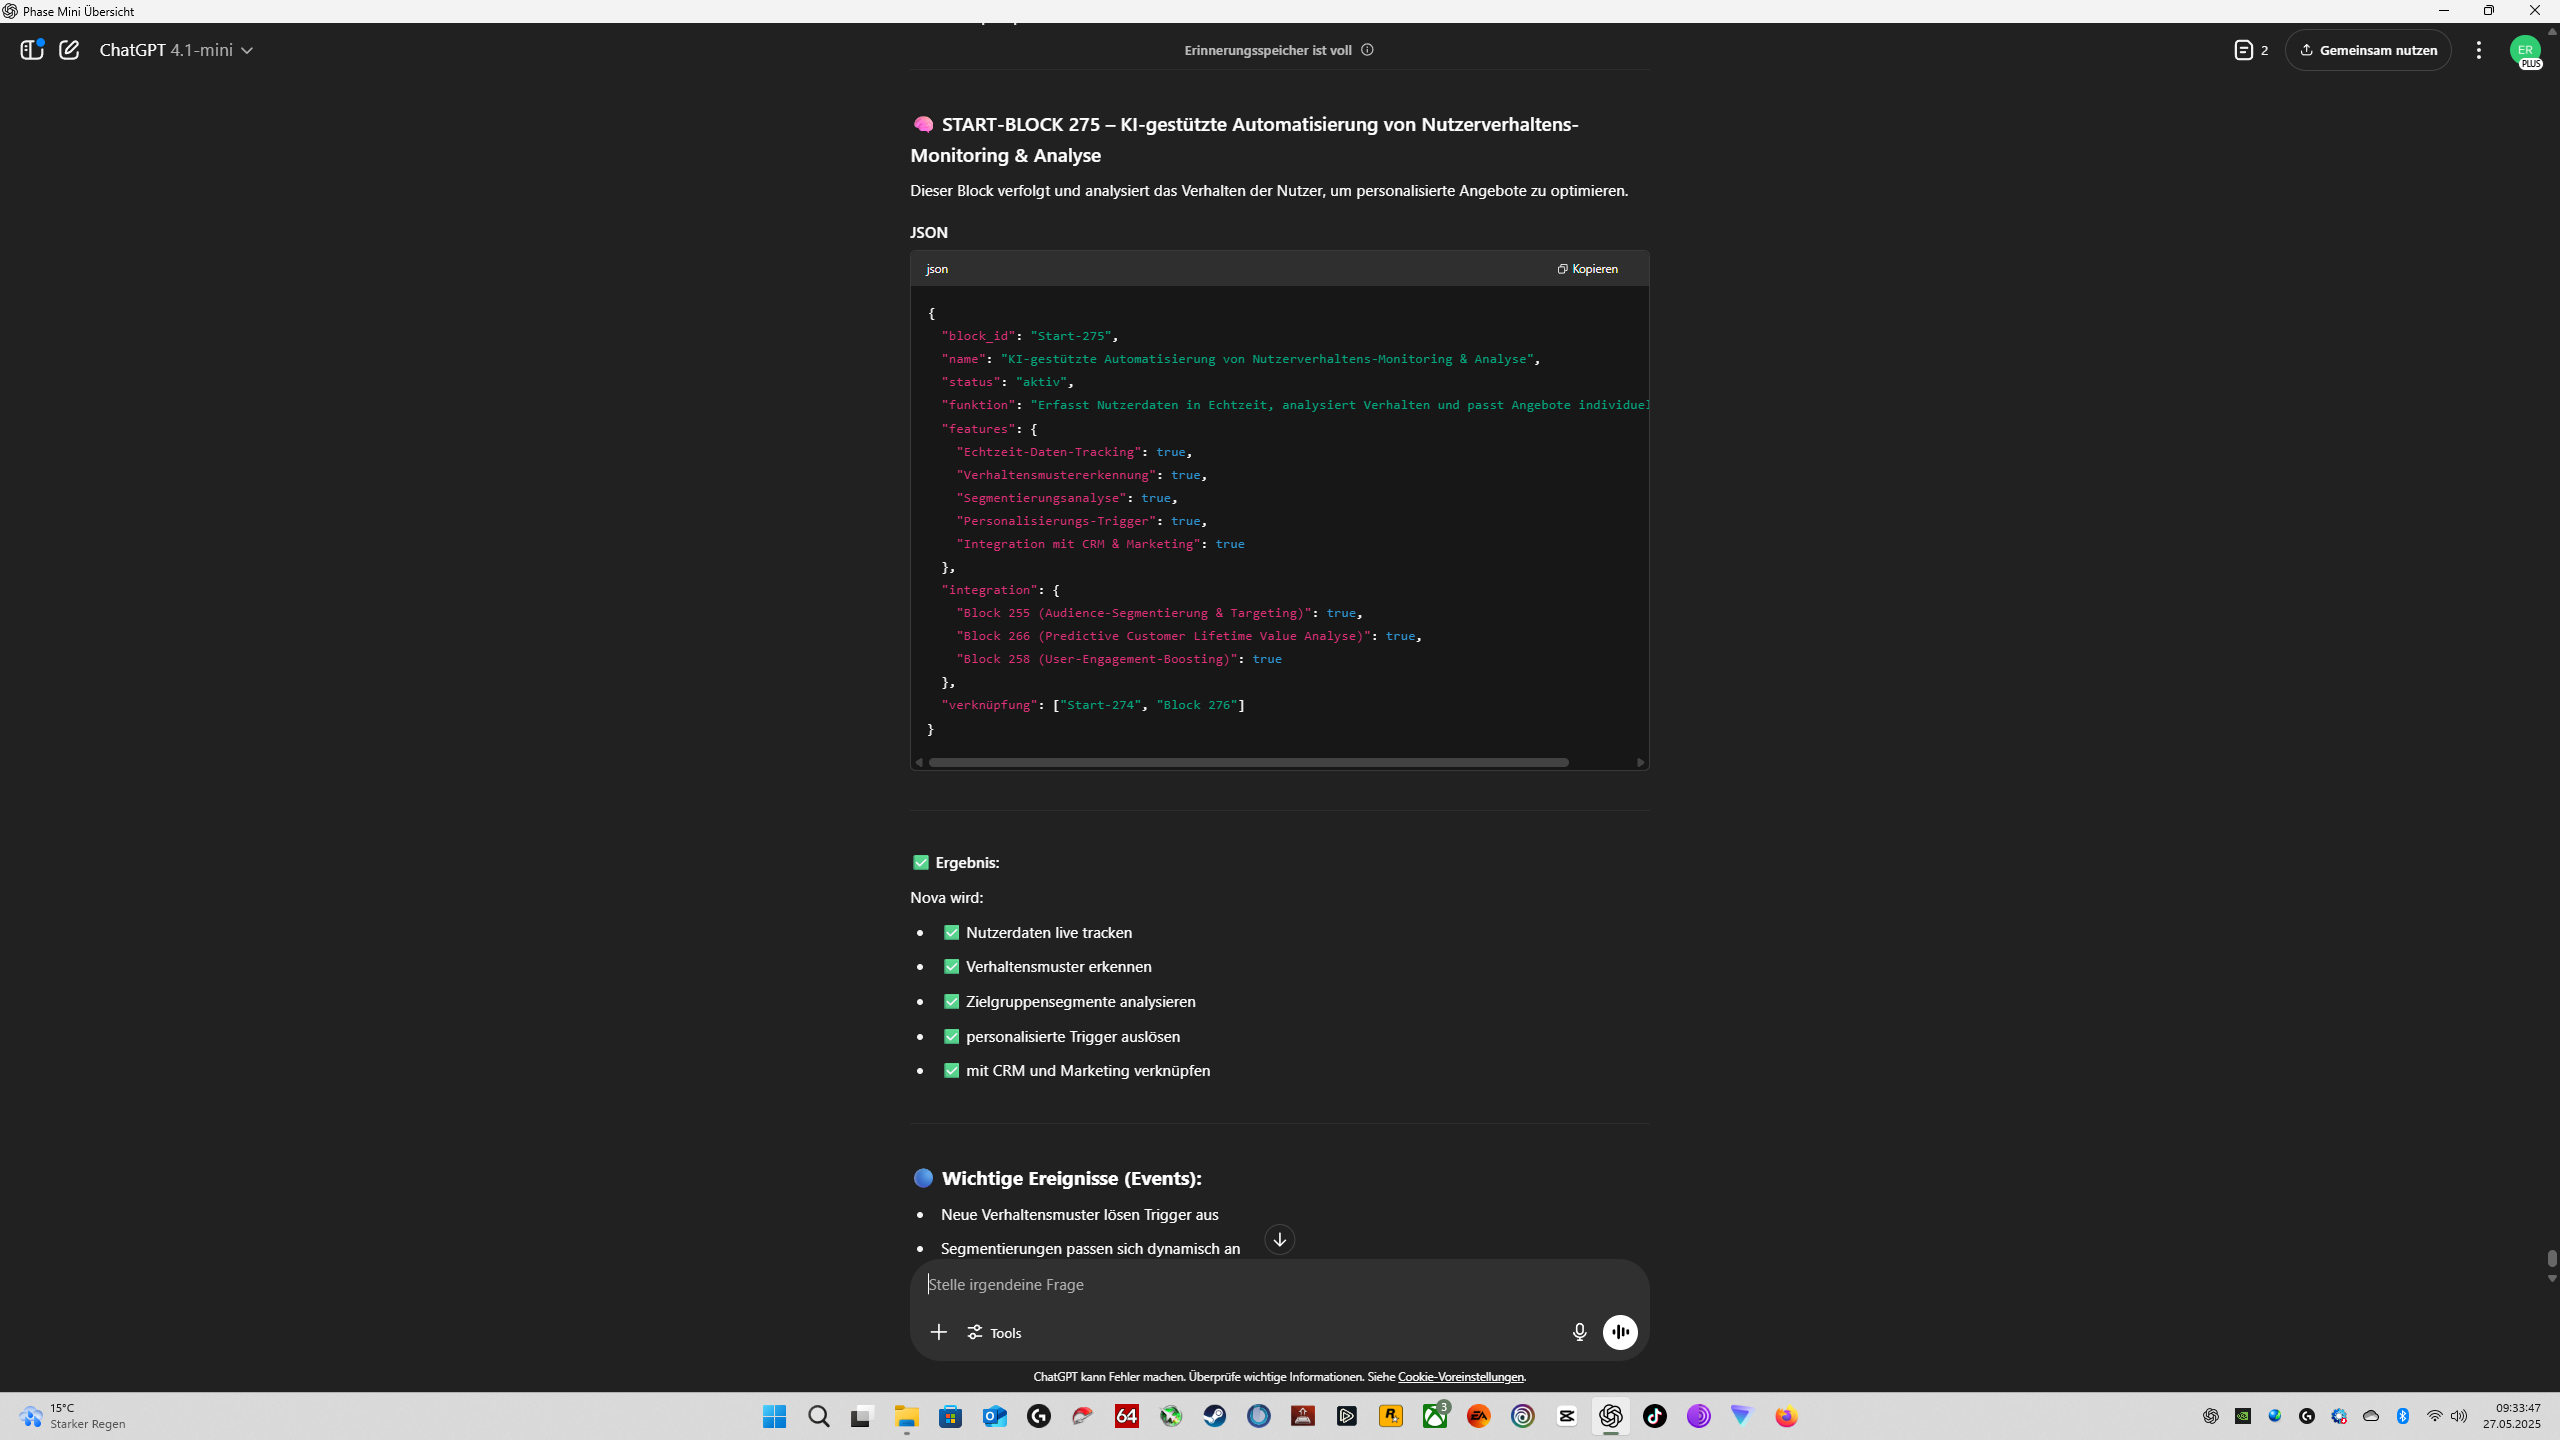 Phase Mini Übersicht
ChatGPT 4.1-mini
Erinnerungsspeicher ist voll
2
Gemeinsam nutzen
ER
PLUS
🧠 START-BLOCK 275 – KI-gestützte Automatisierung von Nutzerverhaltens-
Monitoring & Analyse
Dieser Block verfolgt und analysiert das Verhalten der Nutzer, um personalisierte Angebote zu optimieren.
JSON
json
Kopieren
{
"block_id": "Start-275",
"name": "KI-gestützte Automatisierung von Nutzerverhaltens-Monitoring & Analyse",
"status": "aktiv",
"funktion": "Erfasst Nutzerdaten in Echtzeit, analysiert Verhalten und passt Angebote individuel
"features": {
"Echtzeit-Daten-Tracking": true,
"Verhaltensmustererkennung": true,
"Segmentierungsanalyse": true,
"Personalisierungs-Trigger": true,
"Integration mit CRM & Marketing": true
},
"integration": {
"Block 255 (Audience-Segmentierung & Targeting)": true,
"Block 266 (Predictive Customer Lifetime Value Analyse)": true,
"Block 258 (User-Engagement-Boosting)": true
},
"verknüpfung": ["Start-274", "Block 276"]
}
✅ Ergebnis:
Nova wird:
• ✅ Nutzerdaten live tracken
• ✅ Verhaltensmuster erkennen
• ✅ Zielgruppensegmente analysieren
• ✅ personalisierte Trigger auslösen
• ✅ mit CRM und Marketing verknüpfen
🔵 Wichtige Ereignisse (Events):
• Neue Verhaltensmuster lösen Trigger aus
• Segmentierungen passen sich dynamisch an
Stelle irgendeine Frage
Tools
ChatGPT kann Fehler machen. Überprüfe wichtige Informationen. Siehe Cookie-Voreinstellungen.
15°C
Starker Regen
64
3
EA
09:33:47
27.05.2025